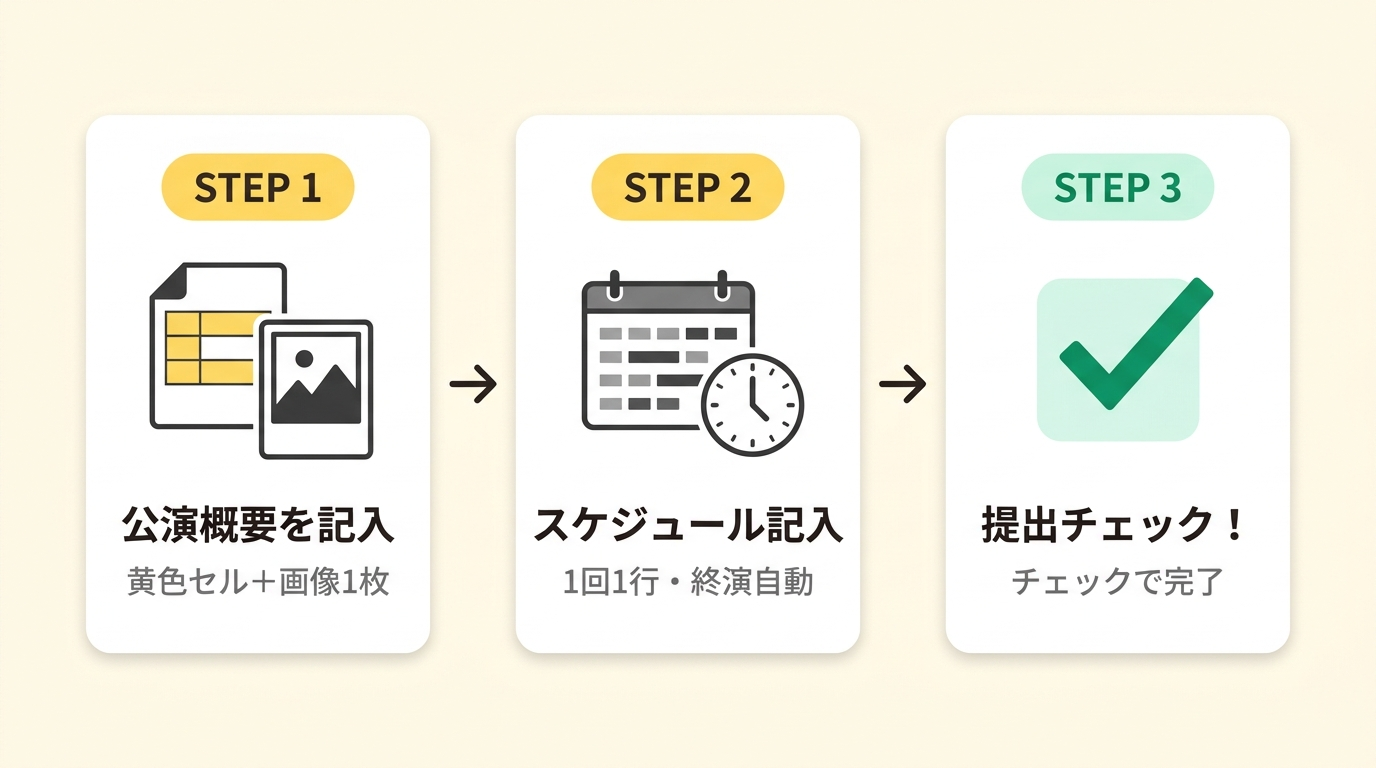 STEP 1
公演概要を記入
黄色セル＋画像1枚
STEP 2
スケジュール記入
1回1行・終演自動
STEP 3
提出チェック！
チェックで完了